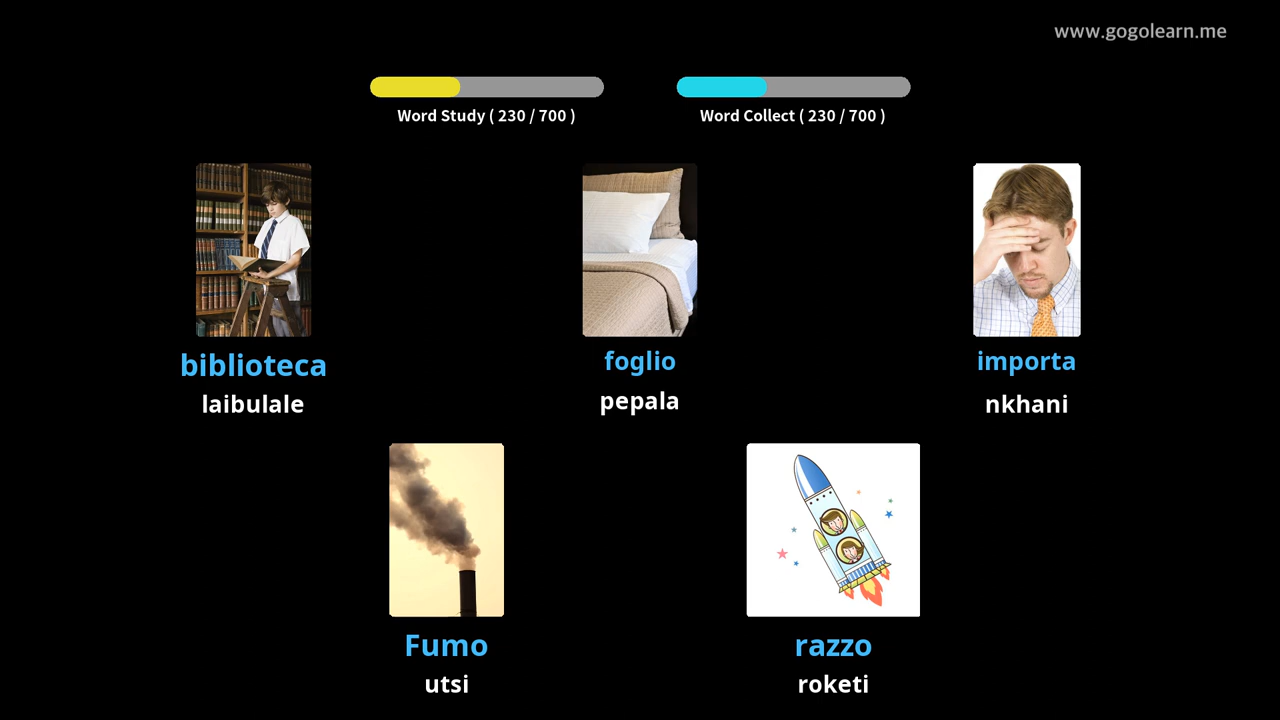 www.gogolearn.me
Word Study ( 230 / 700 )
Word Collect ( 230 / 700 )
biblioteca
laibulale
foglio
pepala
importa
nkhani
Fumo
utsi
razzo
roketi